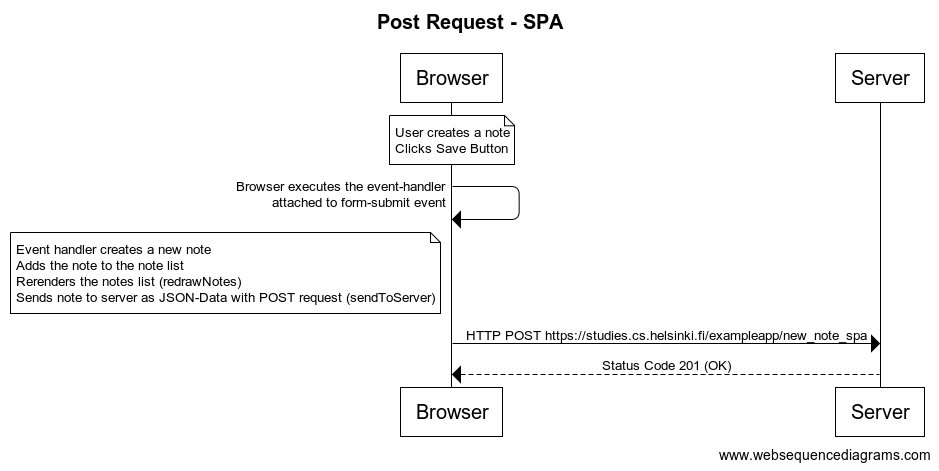 Post Request - SPA
Browser
Server
User creates a note
Clicks Save Button
Browser executes the event-handler
attached to form-submit event
Event handler creates a new note
Adds the note to the note list
Rerenders the notes list (redrawNotes)
Sends note to server as JSON-Data with POST request (sendToServer)
HTTP POST https://studies.cs.helsinki.fi/exampleapp/new_note_spa
Status Code 201 (OK)
Browser
Server
www.websequencediagrams.com